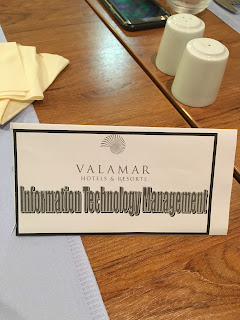 VALAMAR
HOTELS & RESORTS
Information Technology Management